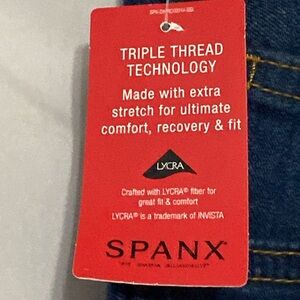 TRIPLE THREAD
TECHNOLOGY
Made with extra
stretch for ultimate
comfort, recovery & fit
LYCRA
Crafted with LYCRA® fiber for
great fit & comfort
LYCRA® is a trademark of INVISTA
SPANX